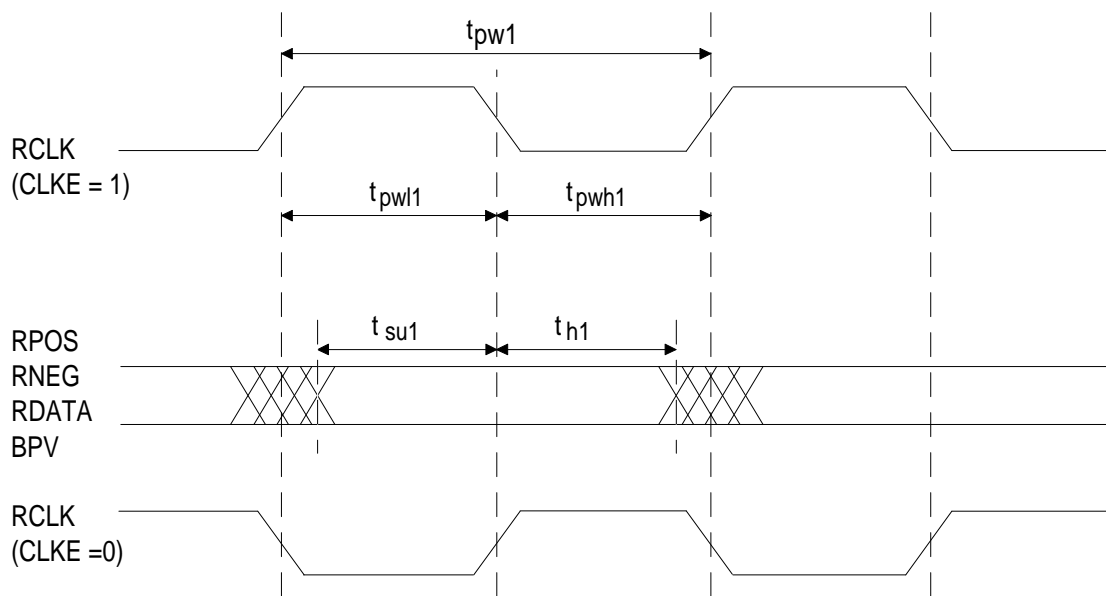 tpw1
RCLK
(CLKE = 1)
tpwl1 tpwh1
tsu1 th1
RPOS
RNEG
RDATA
BPV
RCLK
(CLKE =0)